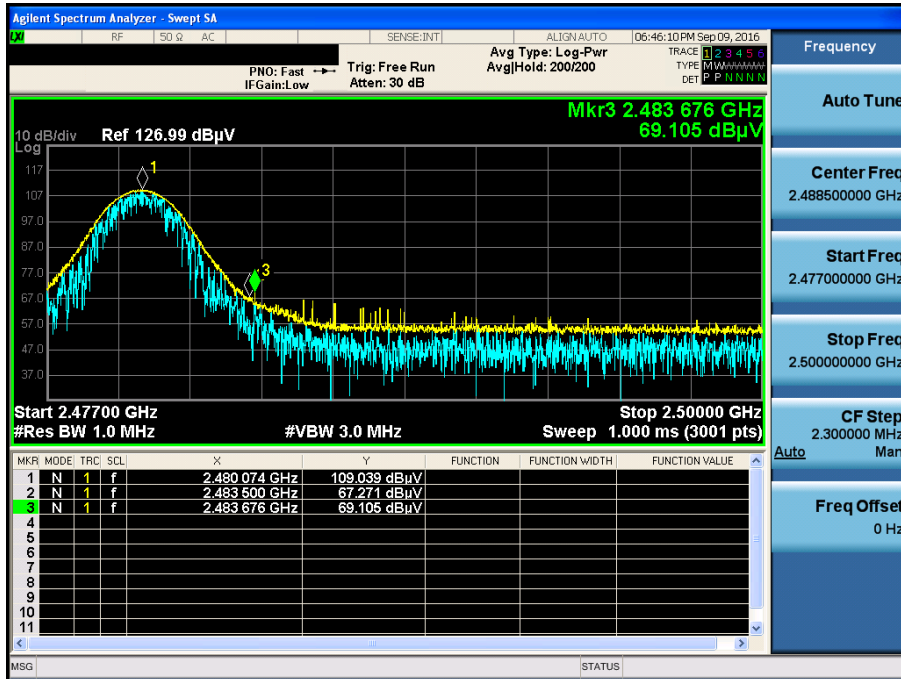 Agilent Spectrum Analyzer - Swept SA
LXI RF 50 Ω AC SENSE:INT ALIGN AUTO 06:46:10 PM Sep 09, 2016
Frequency
PNO: Fast
IFGain:Low
Trig: Free Run
Atten: 30 dB
Avg Type: Log-Pwr
Avg|Hold: 200/200
TRACE 1 2 3 4 5 6
TYPE M W W W W W
DET P P N N N N
Auto Tune
Mkr3 2.483 676 GHz
69.105 dBµV
10 dB/div Ref 126.99 dBµV
Log
117
107
97.0
87.0
77.0
67.0
57.0
47.0
37.0
1
3
Center Freq
2.488500000 GHz
Start Freq
2.477000000 GHz
Stop Freq
2.500000000 GHz
Start 2.47700 GHz Stop 2.50000 GHz
#Res BW 1.0 MHz #VBW 3.0 MHz Sweep 1.000 ms (3001 pts)
CF Step
2.300000 MHz
Auto Man
MKR MODE TRC SCL X Y FUNCTION FUNCTION WIDTH FUNCTION VALUE
1 N 1 f 2.480 074 GHz 109.039 dBµV
2 N 1 f 2.483 500 GHz 67.271 dBµV
3 N 1 f 2.483 676 GHz 69.105 dBµV
4
5
6
7
8
9
10
11
Freq Offset
0 Hz
MSG STATUS